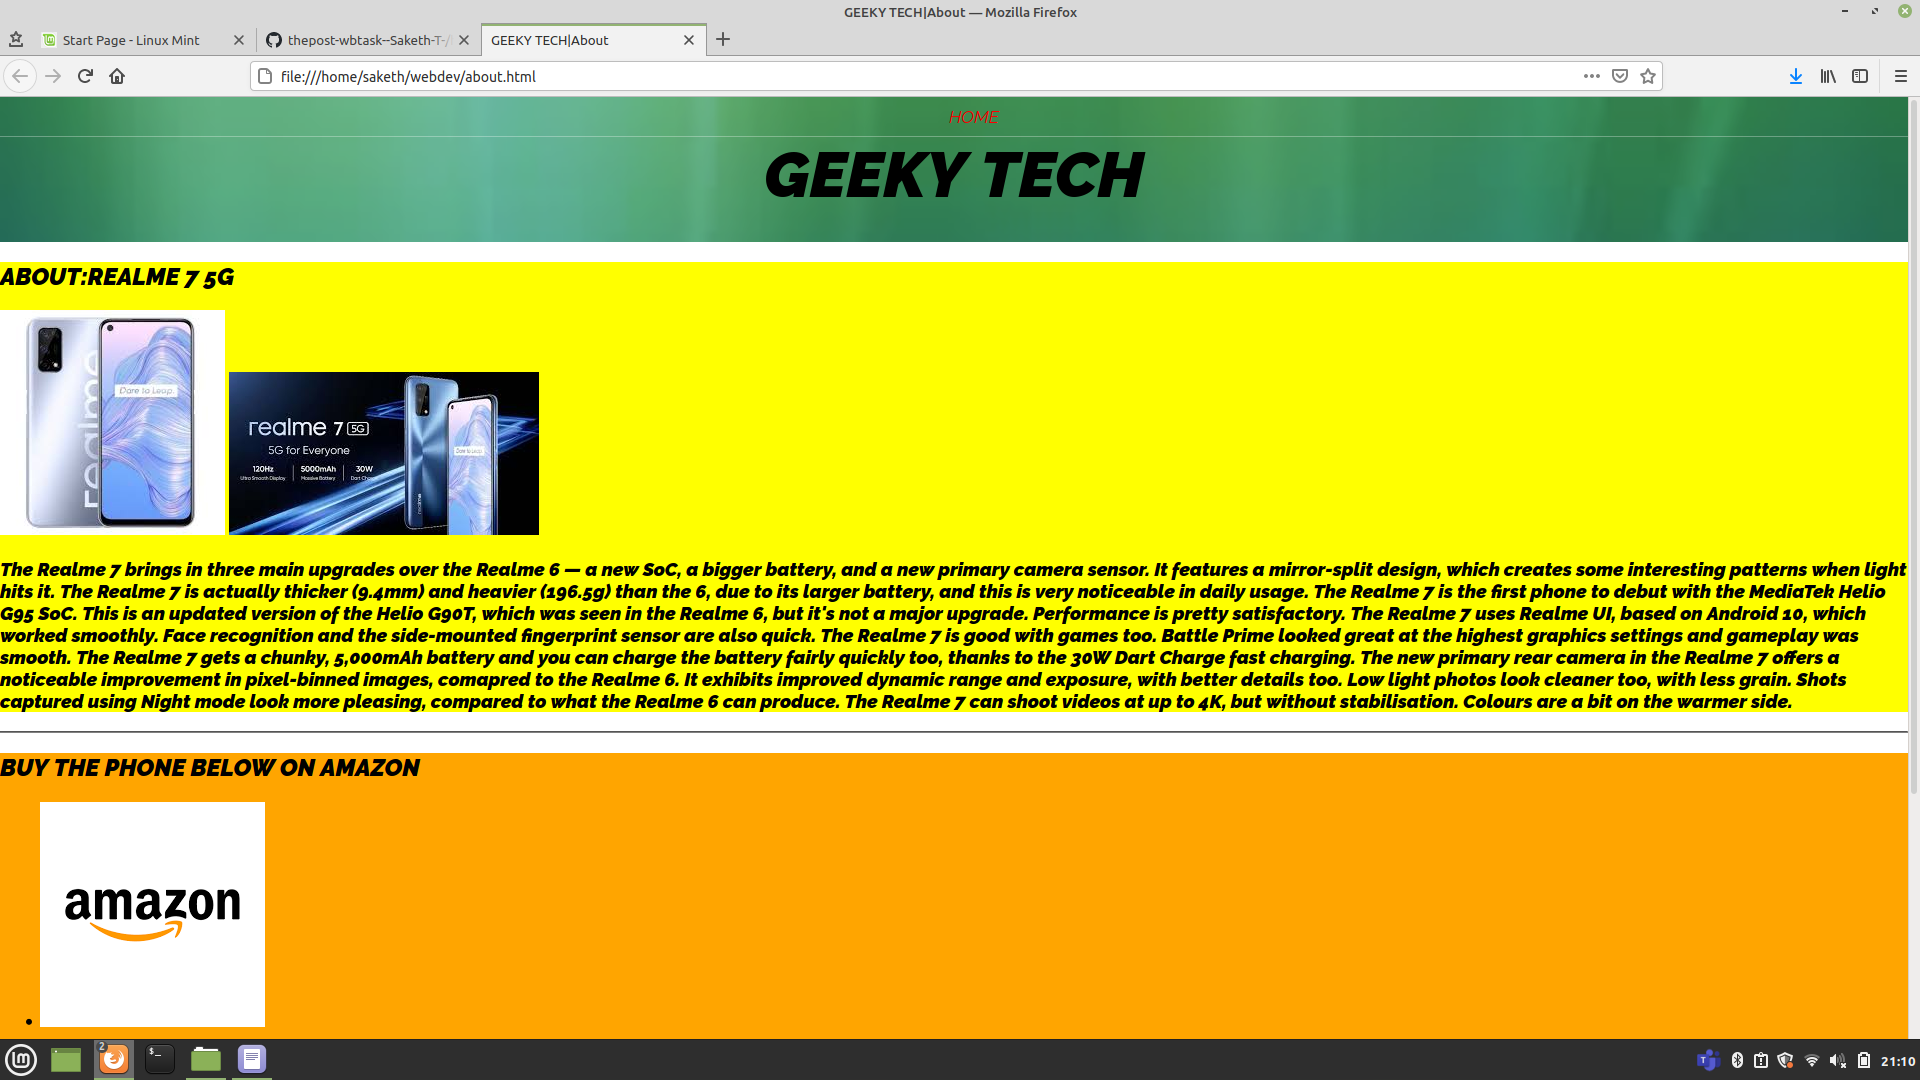 GEEKY TECH|About — Mozilla Firefox
Start Page - Linux Mint
thepost-wbtask--Saketh-T-/
GEEKY TECH|About
file:///home/saketh/webdev/about.html
HOME
GEEKY TECH
ABOUT:REALME 7 5G
realme
Dare to Leap
realme 7 5G
5G for Everyone
120Hz 5000mAh 30W
Ultra Smooth Display Massive Battery Dart Charge
The Realme 7 brings in three main upgrades over the Realme 6 — a new SoC, a bigger battery, and a new primary camera sensor. It features a mirror-split design, which creates some interesting patterns when light
hits it. The Realme 7 is actually thicker (9.4mm) and heavier (196.5g) than the 6, due to its larger battery, and this is very noticeable in daily usage. The Realme 7 is the first phone to debut with the MediaTek Helio
G95 SoC. This is an updated version of the Helio G90T, which was seen in the Realme 6, but it's not a major upgrade. Performance is pretty satisfactory. The Realme 7 uses Realme UI, based on Android 10, which
worked smoothly. Face recognition and the side-mounted fingerprint sensor are also quick. The Realme 7 is good with games too. Battle Prime looked great at the highest graphics settings and gameplay was
smooth. The Realme 7 gets a chunky, 5,000mAh battery and you can charge the battery fairly quickly too, thanks to the 30W Dart Charge fast charging. The new primary rear camera in the Realme 7 offers a
noticeable improvement in pixel-binned images, comapred to the Realme 6. It exhibits improved dynamic range and exposure, with better details too. Low light photos look cleaner too, with less grain. Shots
captured using Night mode look more pleasing, compared to what the Realme 6 can produce. The Realme 7 can shoot videos at up to 4K, but without stabilisation. Colours are a bit on the warmer side.
BUY THE PHONE BELOW ON AMAZON
amazon
2
21:10